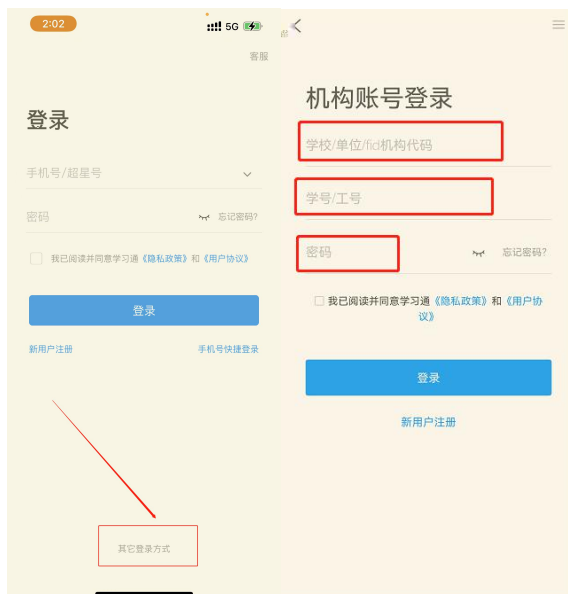 2:02
5G
客服
登录
手机号/超星号
密码
忘记密码?
我已阅读并同意学习通《隐私政策》和《用户协议》
登录
新用户注册
手机号快捷登录
其它登录方式
机构账号登录
学校/单位/fid机构代码
学号/工号
密码
忘记密码?
我已阅读并同意学习通《隐私政策》和《用户协
议》
登录
新用户注册